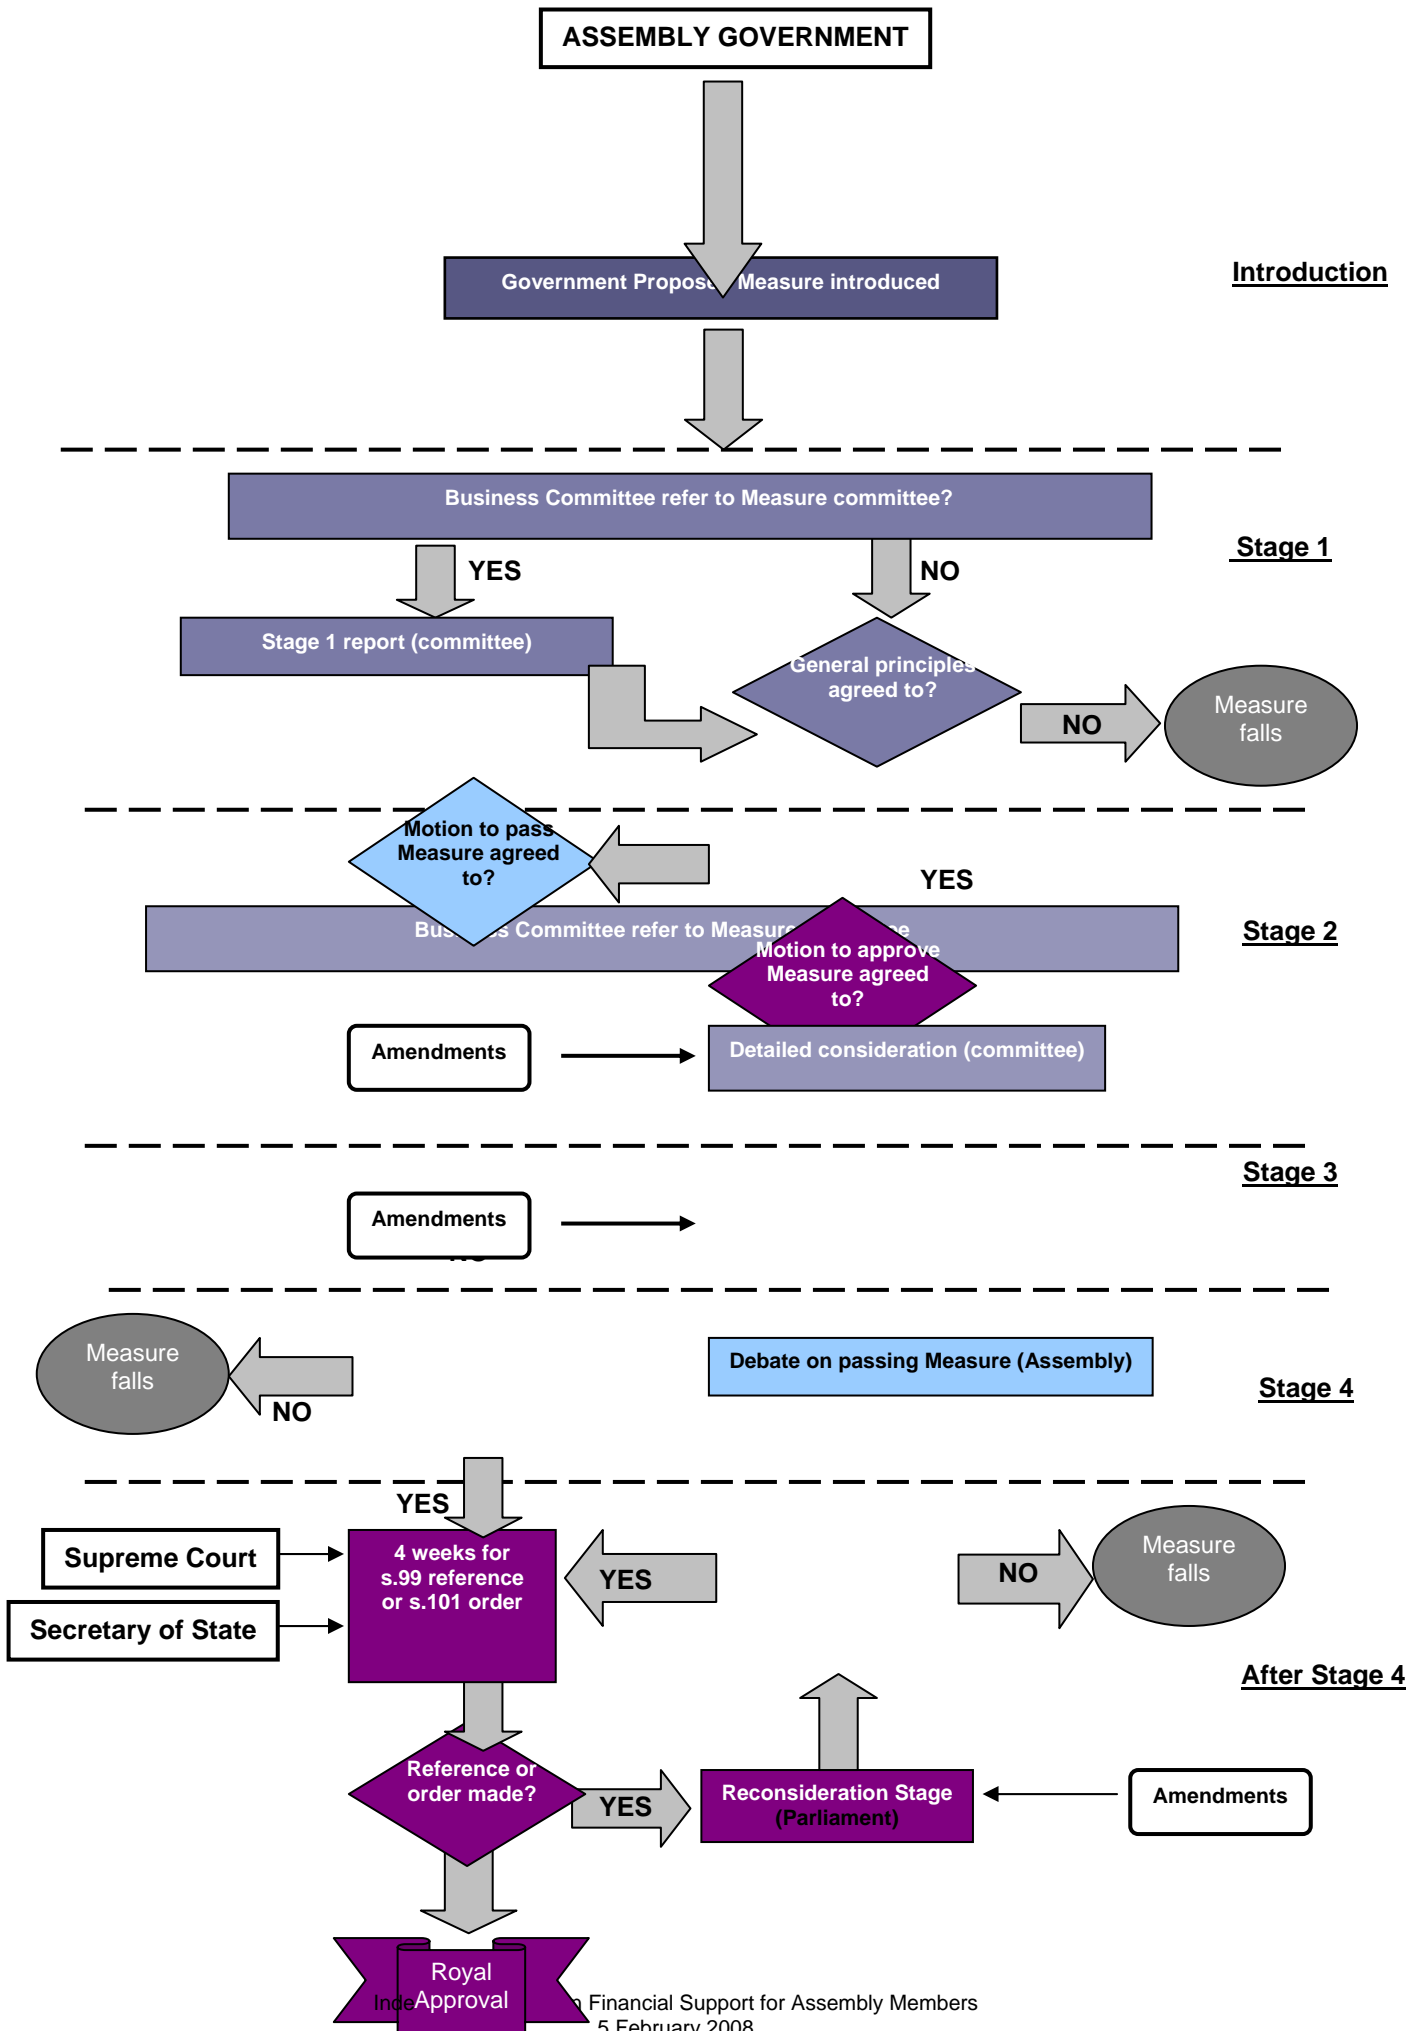 ASSEMBLY GOVERNMENT
Government Propose Measure introduced
Introduction
Business Committee refer to Measure committee?
Stage 1
YES
NO
Stage 1 report (committee)
General principles
agreed to?
NO
Measure
falls
Motion to pass
Measure agreed
to?
YES
Committee refer to Measure
Stage 2
Motion to approve
Measure agreed
to?
Amendments
Detailed consideration (committee)
Stage 3
Amendments
Measure
falls
NO
Debate on passing Measure (Assembly)
Stage 4
YES
Supreme Court
Secretary of State
4 weeks for
s.99 reference
or s.101 order
YES
NO
Measure
falls
After Stage 4
Reference or
order made?
YES
Reconsideration Stage
(Parliament)
Amendments
Royal
Approval
Financial Support for Assembly Members
5 February 2008